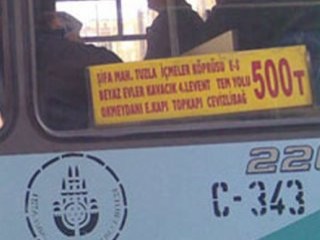 ŞİFA MAH. TUZLA İÇMELER KÖPRÜSÜ E-5
BEYAZ EVLER KAVACIK 4.LEVENT TEM YOLU
OKMEYDANI E.KAPI TOPKAPI CEVİZLİBAĞ
500T
220
C-343